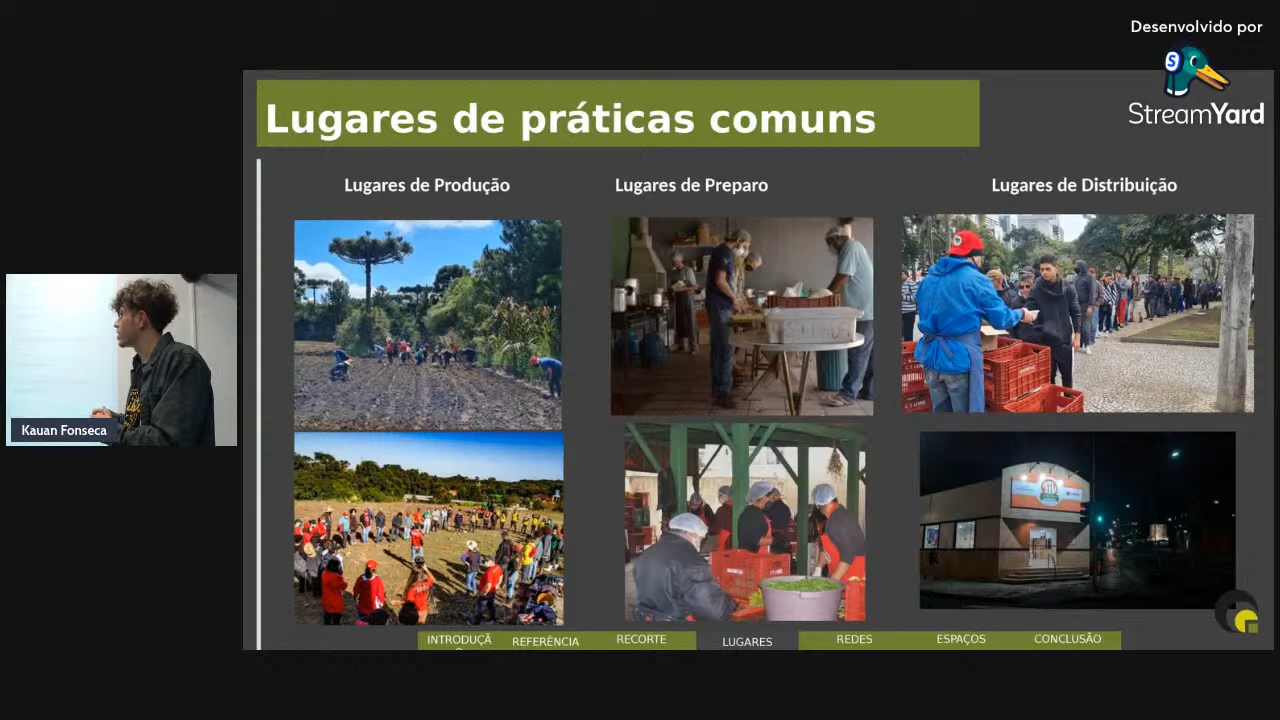 Desenvolvido por
StreamYard
Lugares de práticas comuns
Lugares de Produção
Lugares de Preparo
Lugares de Distribuição
Kauan Fonseca
INTRODUÇÃ
REFERÊNCIA
RECORTE
LUGARES
REDES
ESPAÇOS
CONCLUSÃO